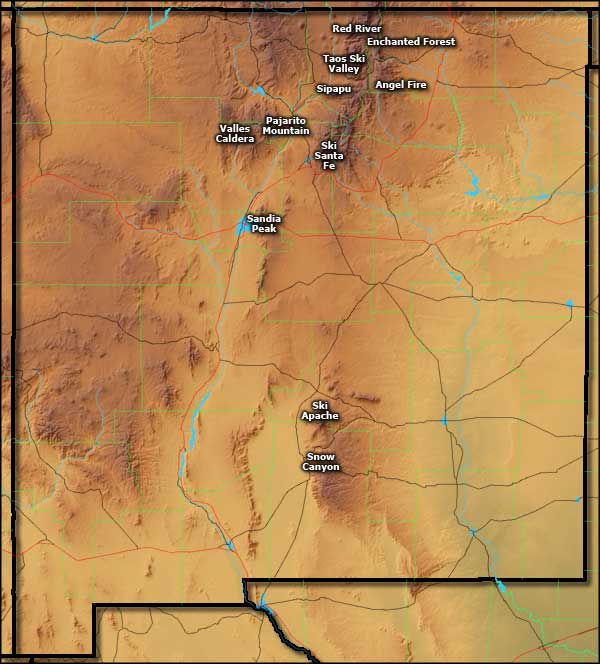 Red River
Enchanted Forest
Taos Ski
Valley
Angel Fire
Sipapu
Pajarito
Mountain
Valles
Caldera
Ski
Santa
Fe
Sandia
Peak
Ski
Apache
Snow
Canyon